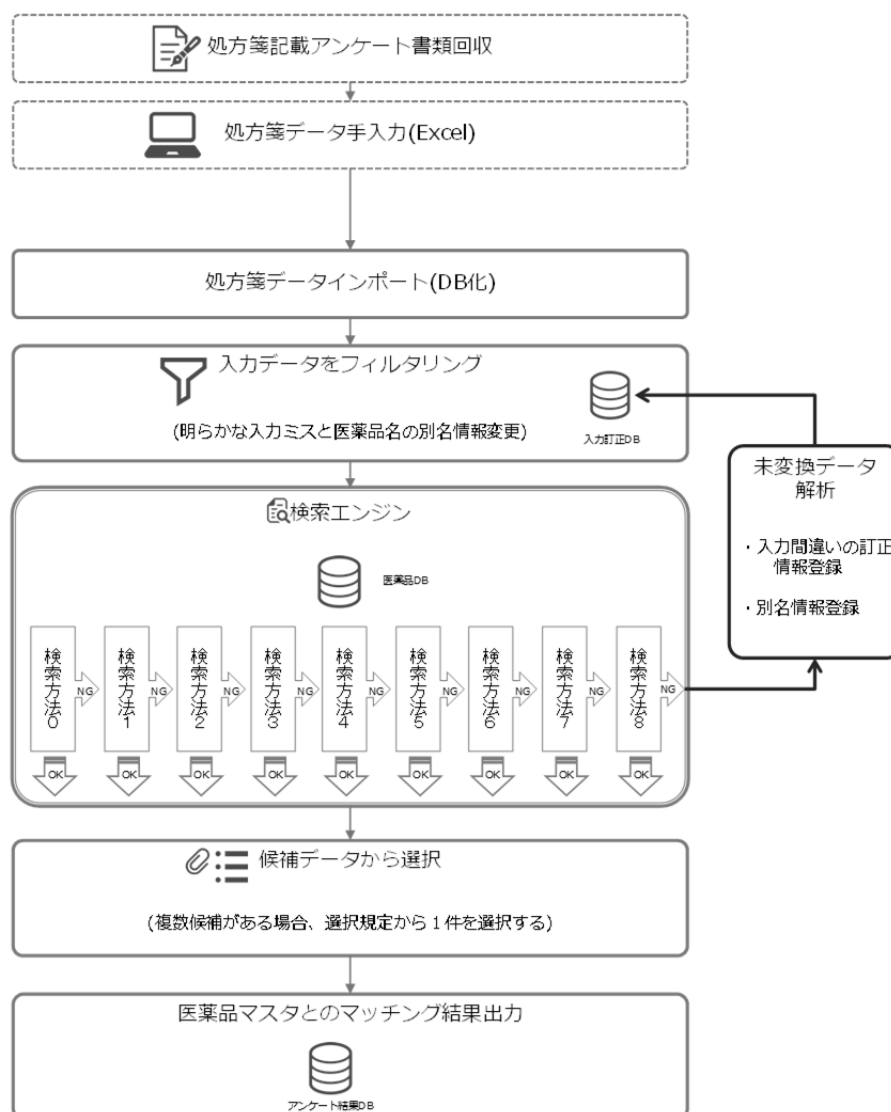 処方箋記載アンケート書類回収
処方箋データ手入力(Excel)
処方箋データインポート(DB化)
入力データをフィルタリング
(明らかな入力ミスと医薬品名の別名情報変更)
入力訂正DB
未変換データ
解析
・入力間違いの訂正
情報登録
・別名情報登録
検索エンジン
医薬品DB
検索方法0
NG
OK
検索方法1
NG
OK
検索方法2
NG
OK
検索方法3
NG
OK
検索方法4
NG
OK
検索方法5
NG
OK
検索方法6
NG
OK
検索方法7
NG
OK
検索方法8
NG
OK
候補データから選択
(複数候補がある場合、選択規定から1件を選択する)
医薬品マスタとのマッチング結果出力
アンケート結果DB